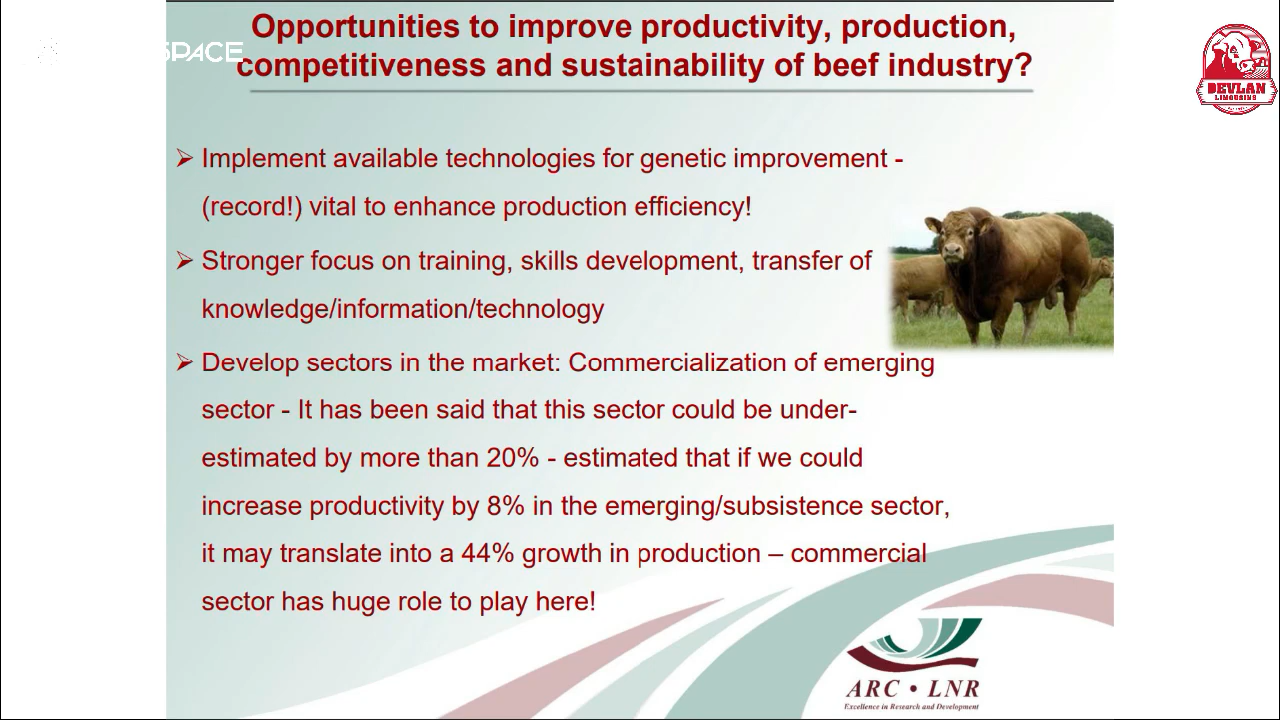 Opportunities to improve productivity, production,
competitiveness and sustainability of beef industry?
SPACE
DEVLAN
LIMOUSINS
➢ Implement available technologies for genetic improvement -
(record!) vital to enhance production efficiency!
➢ Stronger focus on training, skills development, transfer of
knowledge/information/technology
➢ Develop sectors in the market: Commercialization of emerging
sector - It has been said that this sector could be under-
estimated by more than 20% - estimated that if we could
increase productivity by 8% in the emerging/subsistence sector,
it may translate into a 44% growth in production – commercial
sector has huge role to play here!
ARC • LNR
Excellence in Research and Development